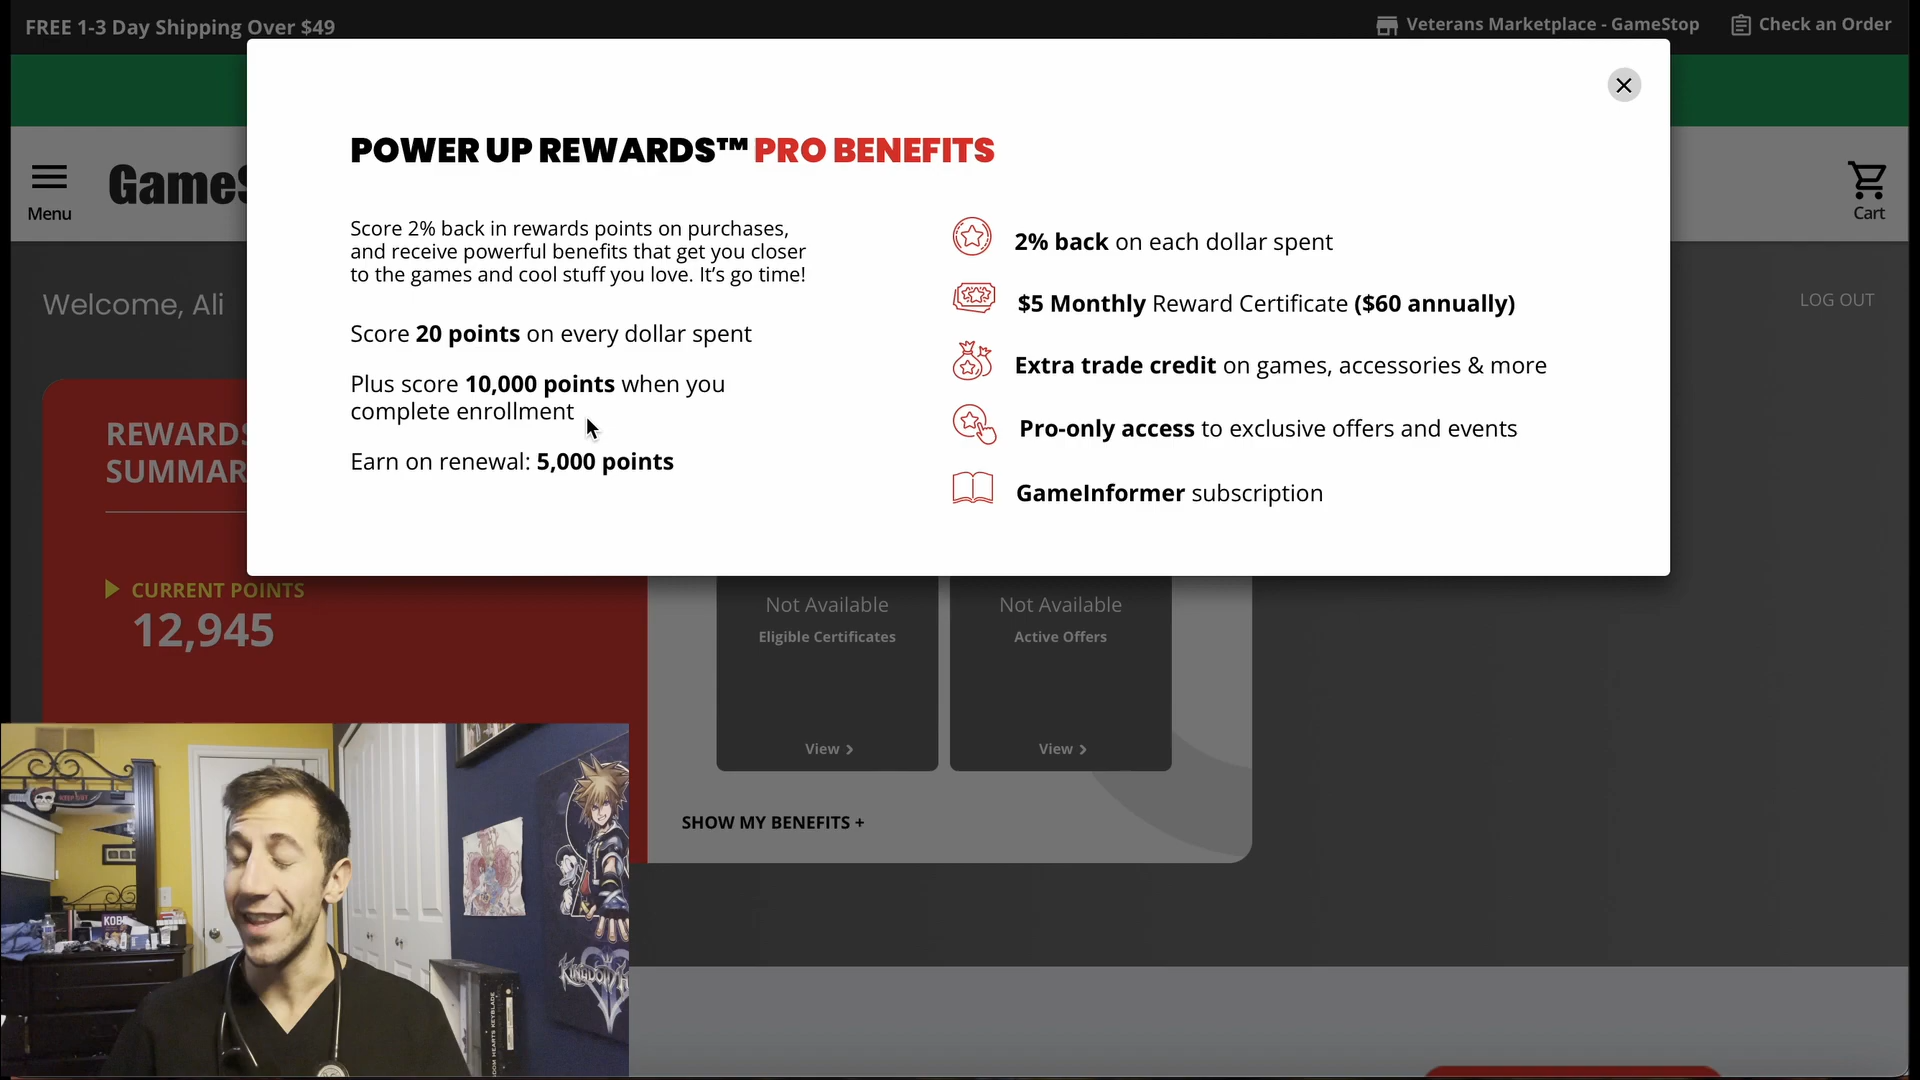 FREE 1-3 Day Shipping Over $49
Veterans Marketplace - GameStop
Check an Order
Menu
GameS
Cart
Welcome, Ali
LOG OUT
POWER UP REWARDS™ PRO BENEFITS
Score 2% back in rewards points on purchases,
and receive powerful benefits that get you closer
to the games and cool stuff you love. It’s go time!
Score 20 points on every dollar spent
Plus score 10,000 points when you
complete enrollment
Earn on renewal: 5,000 points
2% back on each dollar spent
$5 Monthly Reward Certificate ($60 annually)
Extra trade credit on games, accessories & more
Pro-only access to exclusive offers and events
GameInformer subscription
REWARDS
SUMMAR
CURRENT POINTS
12,945
Not Available
Eligible Certificates
View >
Not Available
Active Offers
View >
SHOW MY BENEFITS +
KOBE
KINGDOM H